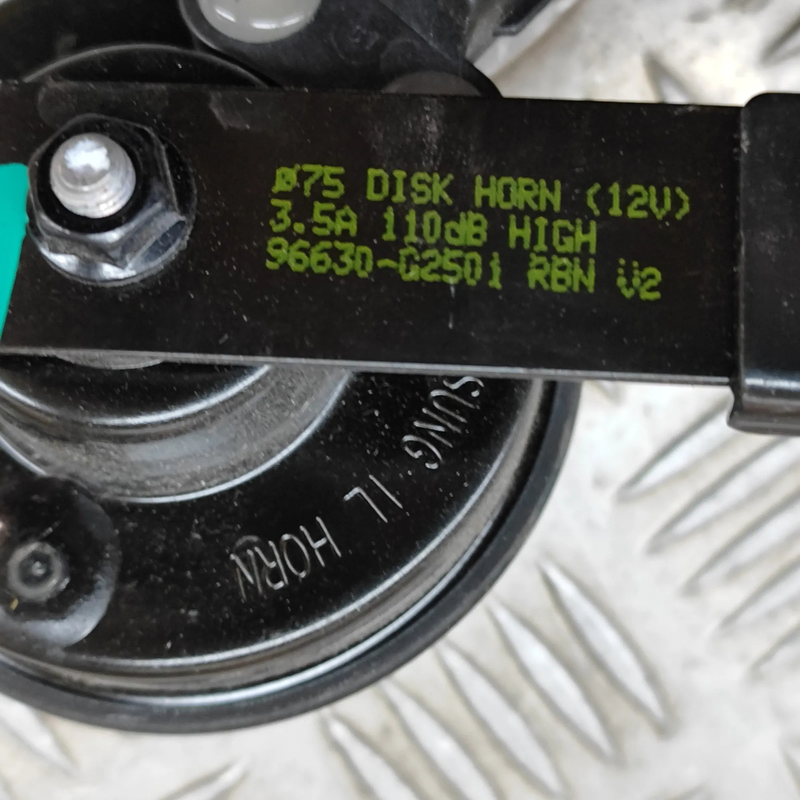 Ø75 DISK HORN (12V)
3.5A 110dB HIGH
96630-G2501 RBN V2
SUNG IL HORN